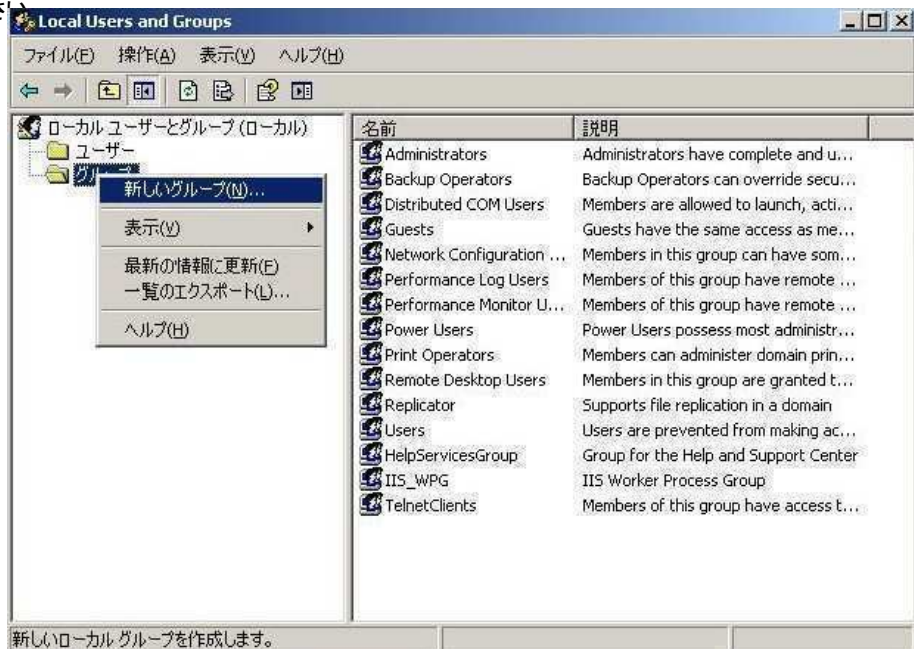 さい
Local Users and Groups
ファイル(F) 操作(A) 表示(V) ヘルプ(H)
ローカル ユーザーとグループ (ローカル)
ユーザー
グループ
新しいグループ(N)...
表示(V)
最新の情報に更新(F)
一覧のエクスポート(L)...
ヘルプ(H)
名前 説明
Administrators Administrators have complete and u...
Backup Operators Backup Operators can override secu...
Distributed COM Users Members are allowed to launch, acti...
Guests Guests have the same access as me...
Network Configuration ... Members in this group can have som...
Performance Log Users Members of this group have remote ...
Performance Monitor U... Members of this group have remote ...
Power Users Power Users possess most administr...
Print Operators Members can administer domain prin...
Remote Desktop Users Members in this group are granted t...
Replicator Supports file replication in a domain
Users Users are prevented from making ac...
HelpServicesGroup Group for the Help and Support Center
IIS_WPG IIS Worker Process Group
TelnetClients Members of this group have access t...
新しいローカル グループを作成します。